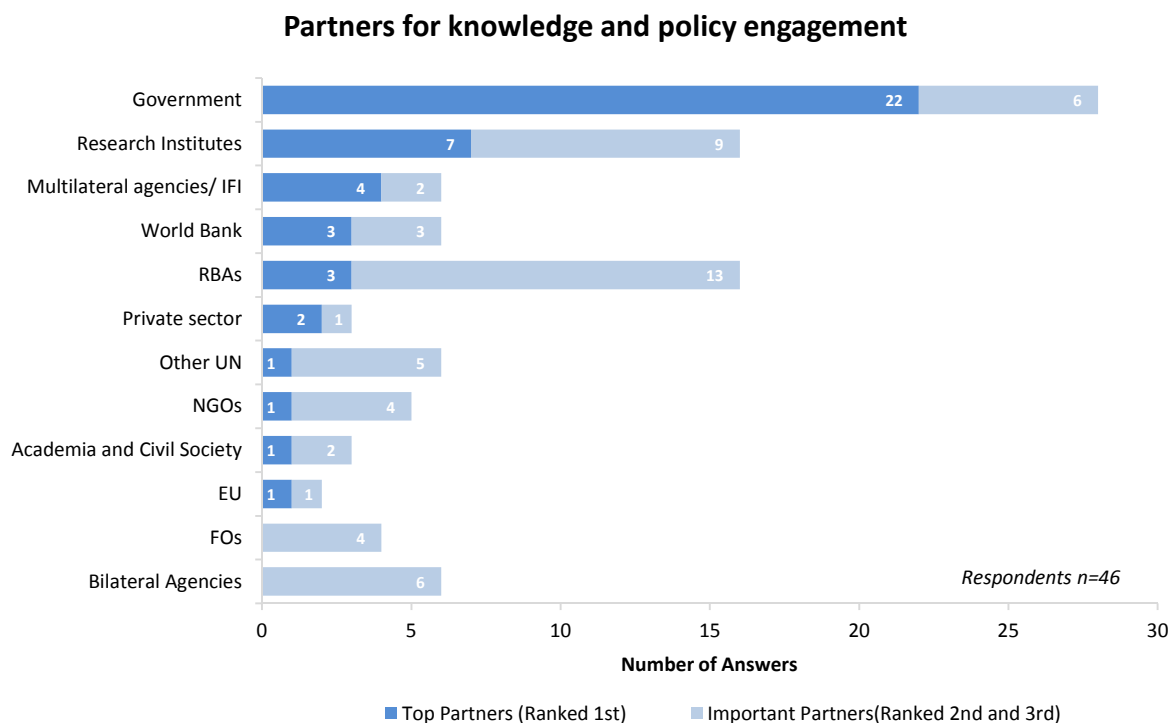 Partners for knowledge and policy engagement
Government 22 6
Research Institutes 7 9
Multilateral agencies/ IFI 4 2
World Bank 3 3
RBAs 3 13
Private sector 2 1
Other UN 1 5
NGOs 1 4
Academia and Civil Society 1 2
EU 1 1
FOs 4
Bilateral Agencies 6
Respondents n=46
0 5 10 15 20 25 30
Number of Answers
Top Partners (Ranked 1st) Important Partners(Ranked 2nd and 3rd)